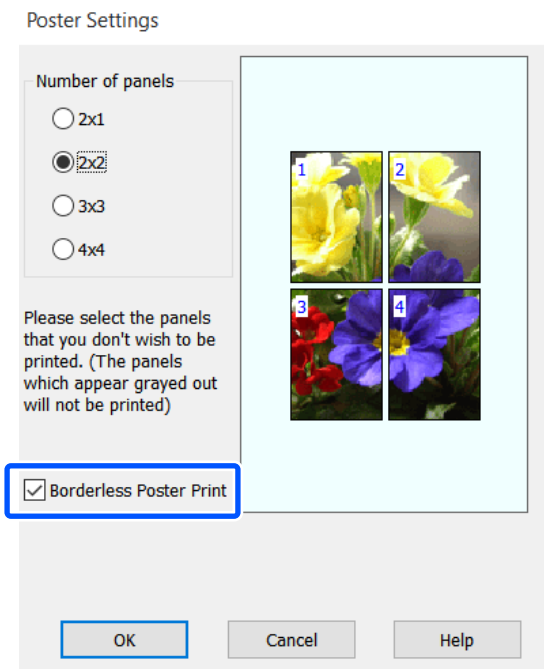 Poster Settings
Number of panels
2x1
2x2
3x3
4x4
1
2
3
4
Please select the panels
that you don't wish to be
printed. (The panels
which appear grayed out
will not be printed)
Borderless Poster Print
OK
Cancel
Help